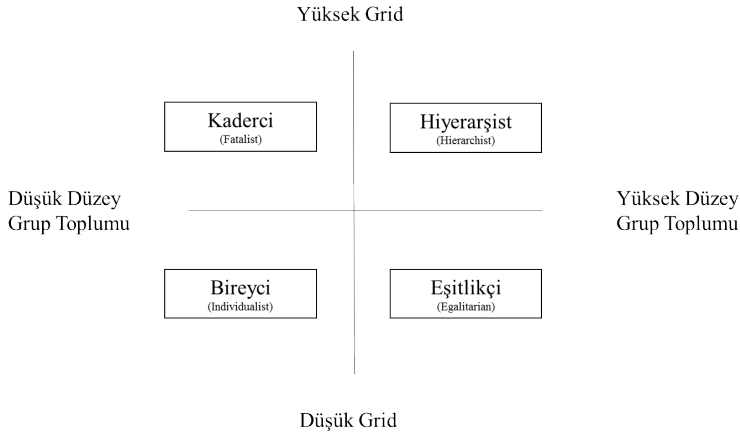 Yüksek Grid
Kaderci
(Fatalist)
Hiyerarşist
(Hierarchist)
Düşük Düzey
Grup Toplumu
Yüksek Düzey
Grup Toplumu
Bireyci
(Individualist)
Eşitlikçi
(Egalitarian)
Düşük Grid